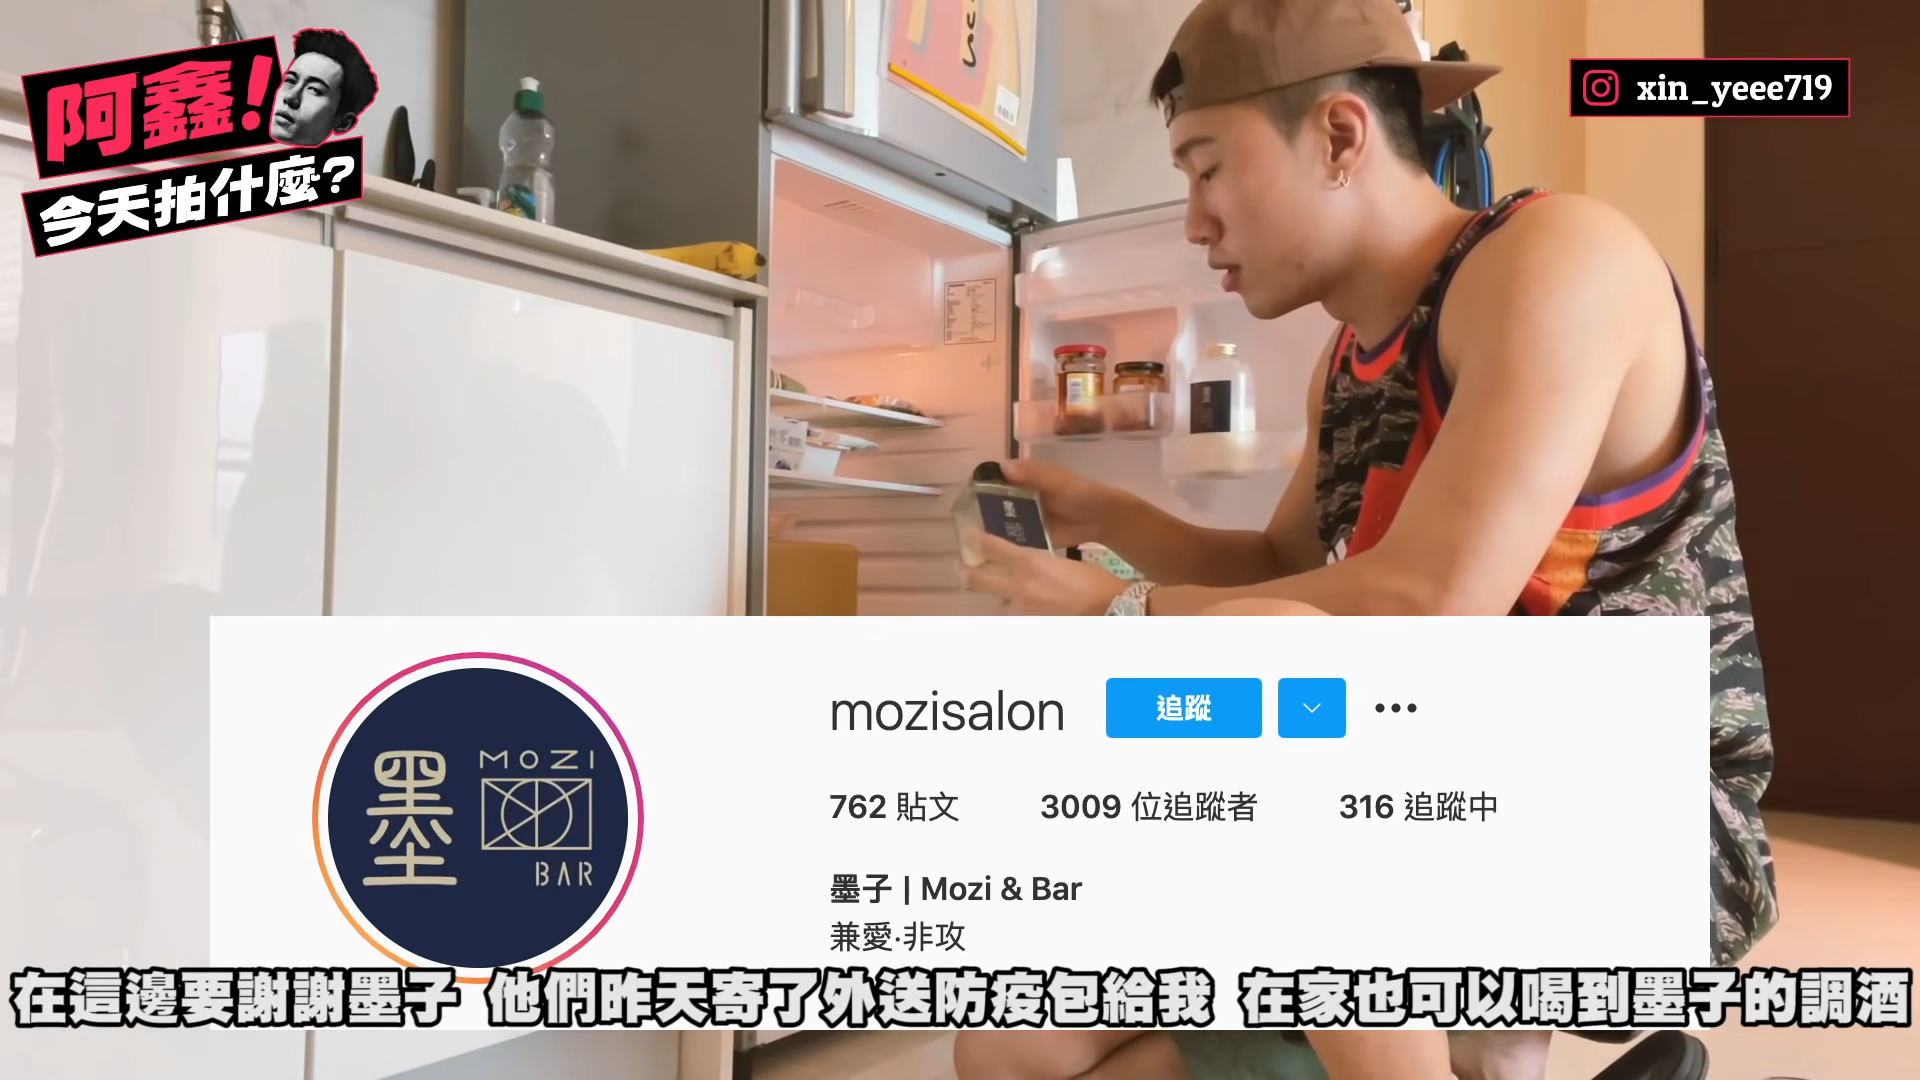 阿鑫!
今天拍什麼?
xin_yeee719
墨
MOZI
BAR
mozisalon
追蹤
762 貼文
3009 位追蹤者
316 追蹤中
墨子 | Mozi & Bar
兼愛·非攻
在這邊要謝謝墨子 他們昨天寄了外送防疫包給我 在家也可以喝到墨子的調酒